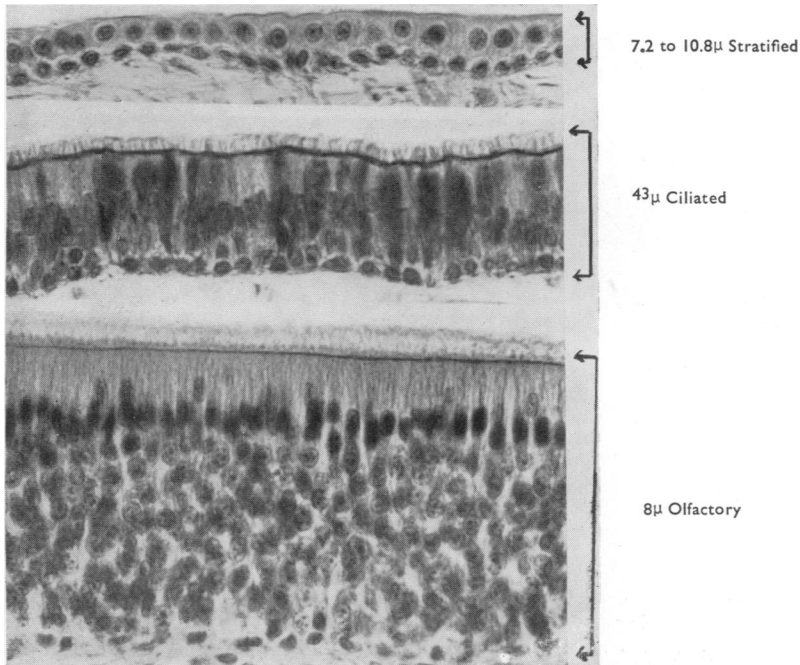 7.2 to 10.8μ Stratified
43μ Ciliated
8μ Olfactory